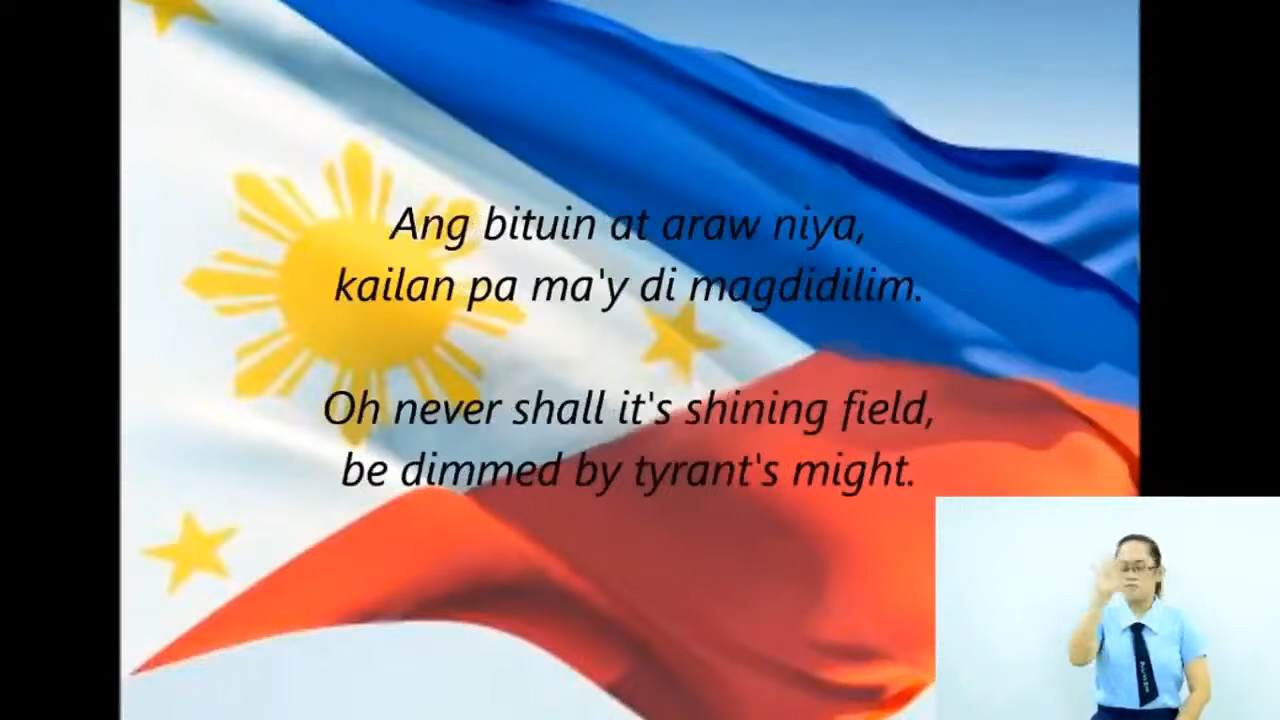 Ang bituin at araw niya,
kailan pa ma'y di magdidilim.
Oh never shall it's shining field,
be dimmed by tyrant's might.